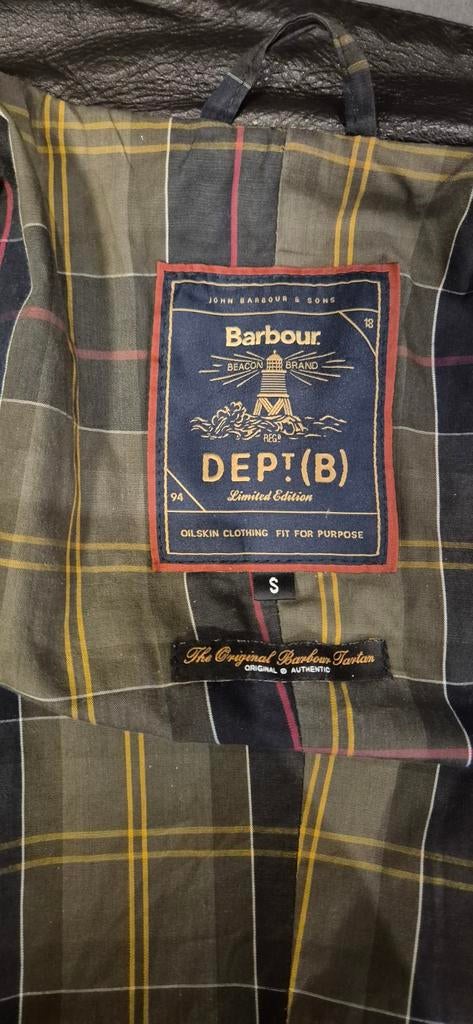 JOHN BARBOUR & SONS
18
Barbour
BEACON BRAND
REGD
DEPT(B)
94
Limited Edition
OILSKIN CLOTHING FIT FOR PURPOSE
S
The Original Barbour Tartan
ORIGINAL & AUTHENTIC